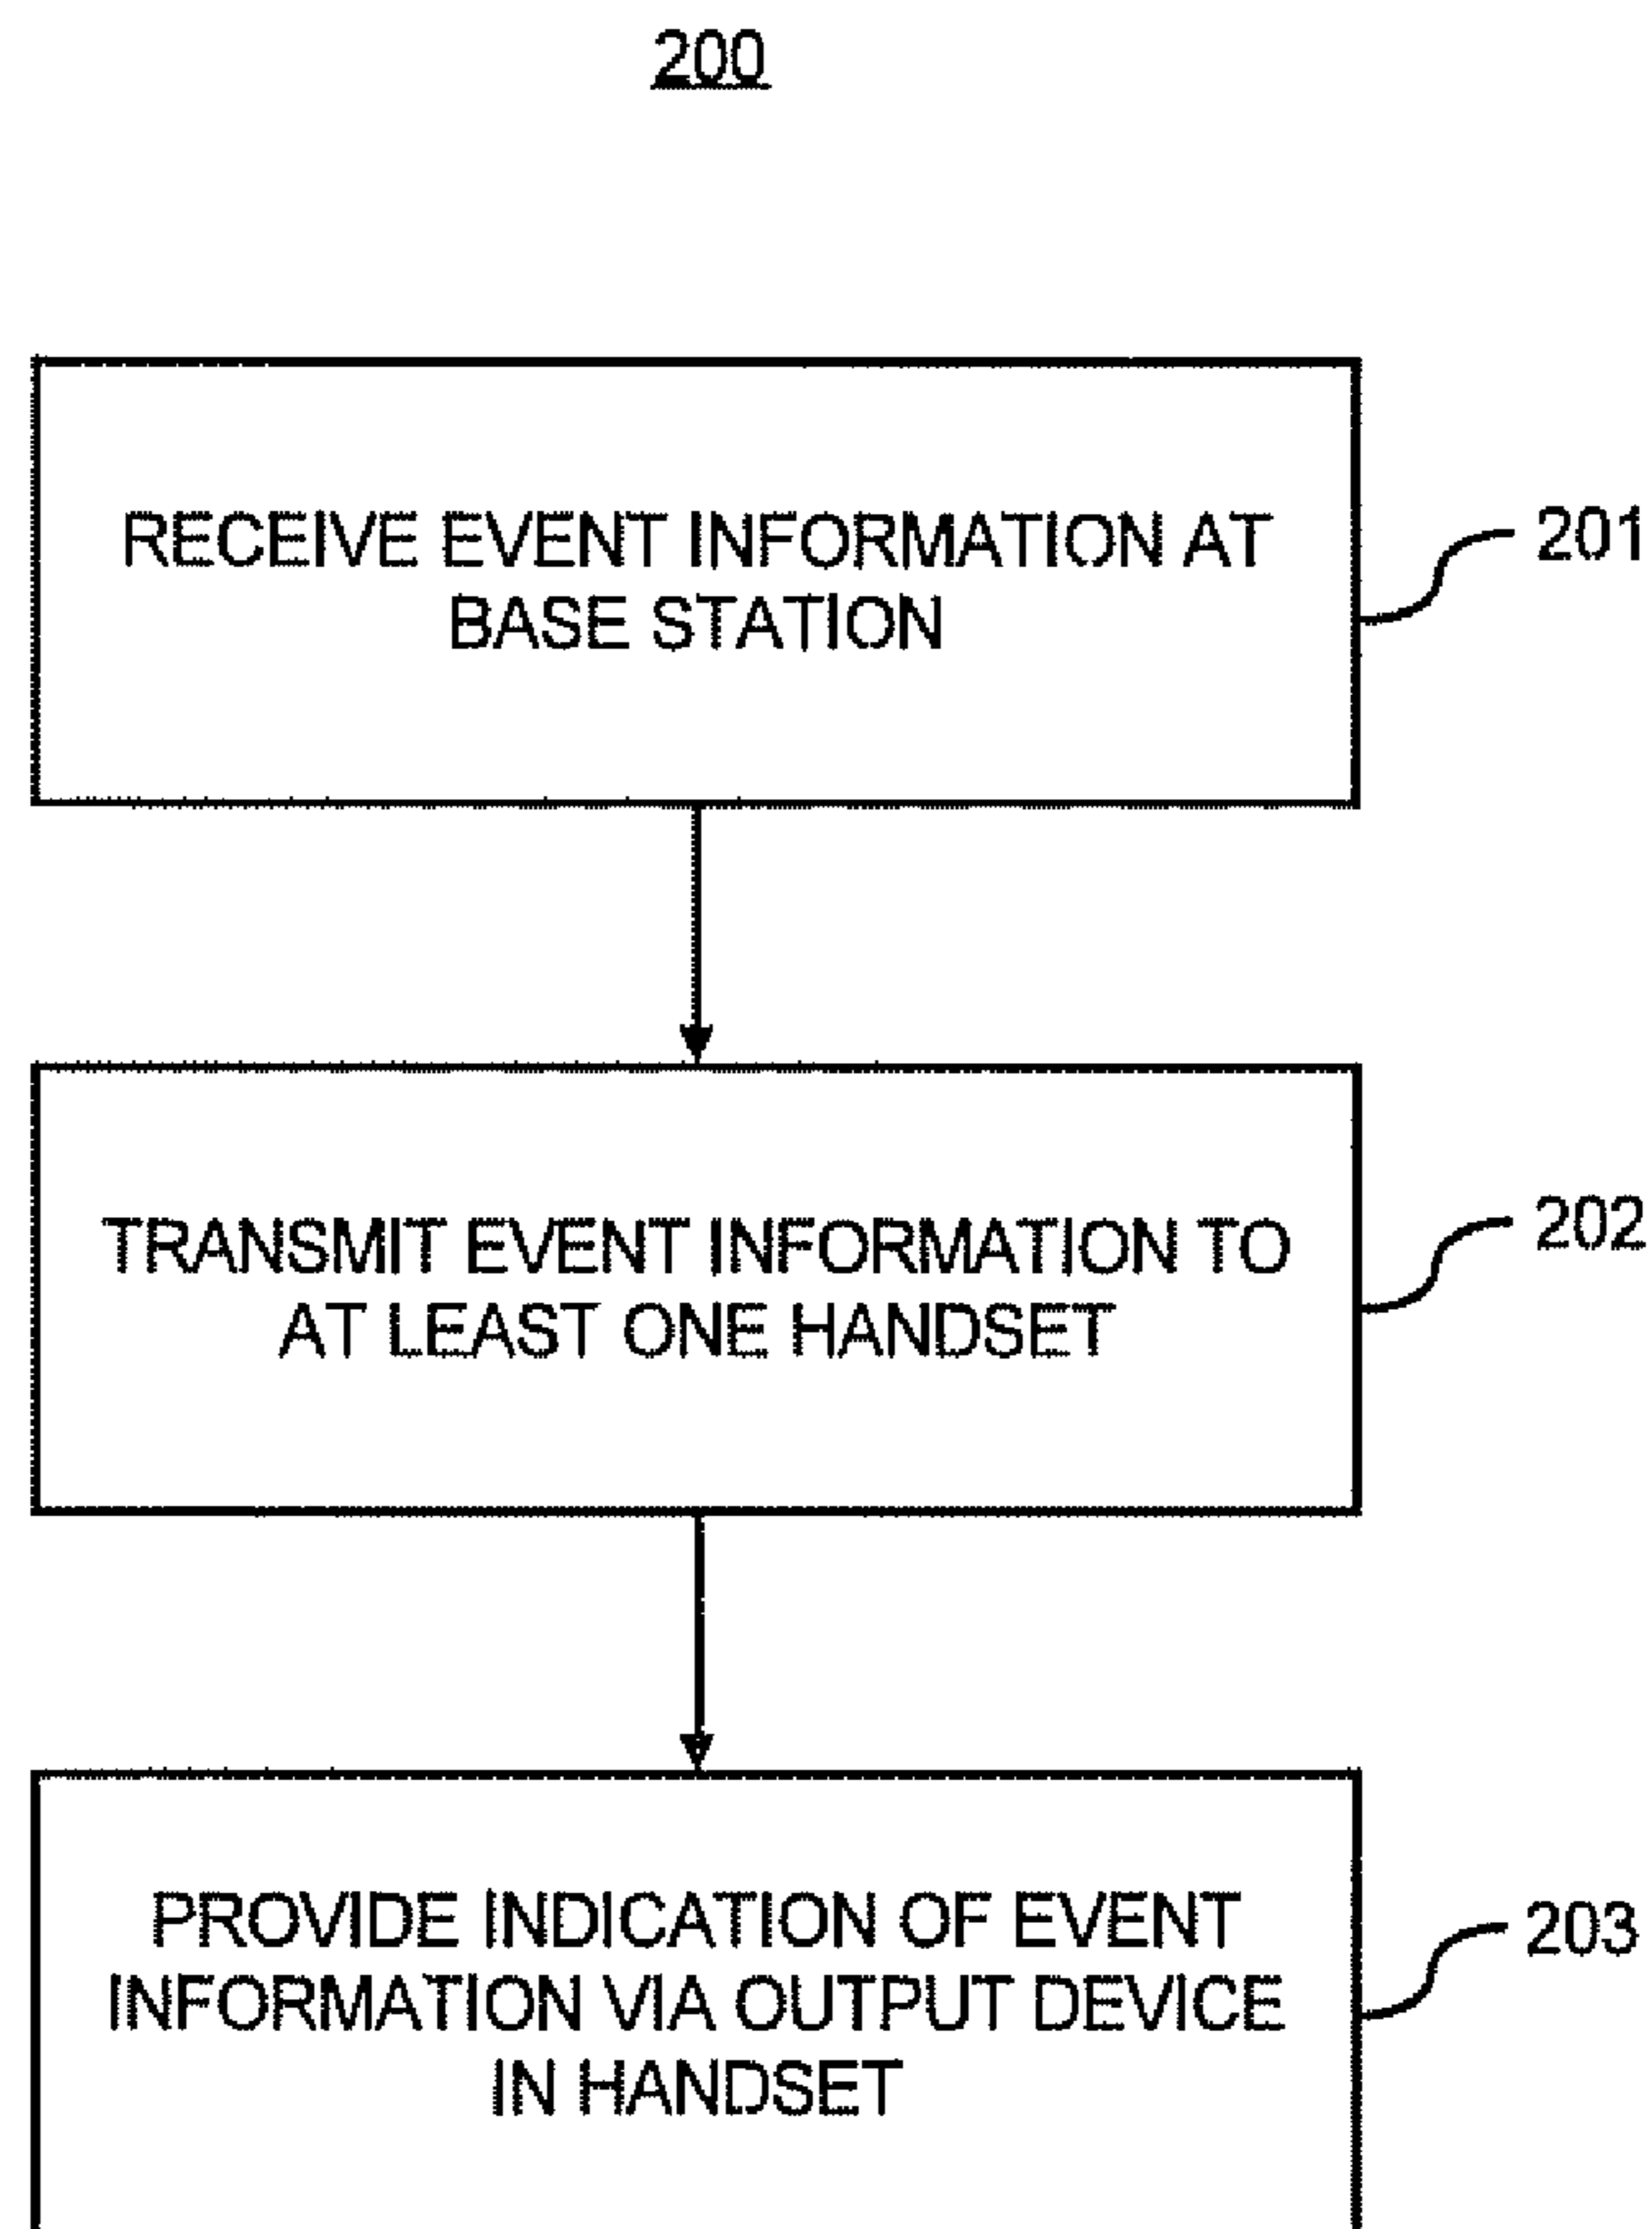 200
RECEIVE EVENT INFORMATION AT
BASE STATION
201
TRANSMIT EVENT INFORMATION TO
AT LEAST ONE HANDSET
202
PROVIDE INDICATION OF EVENT
INFORMATION VIA OUTPUT DEVICE
IN HANDSET
203